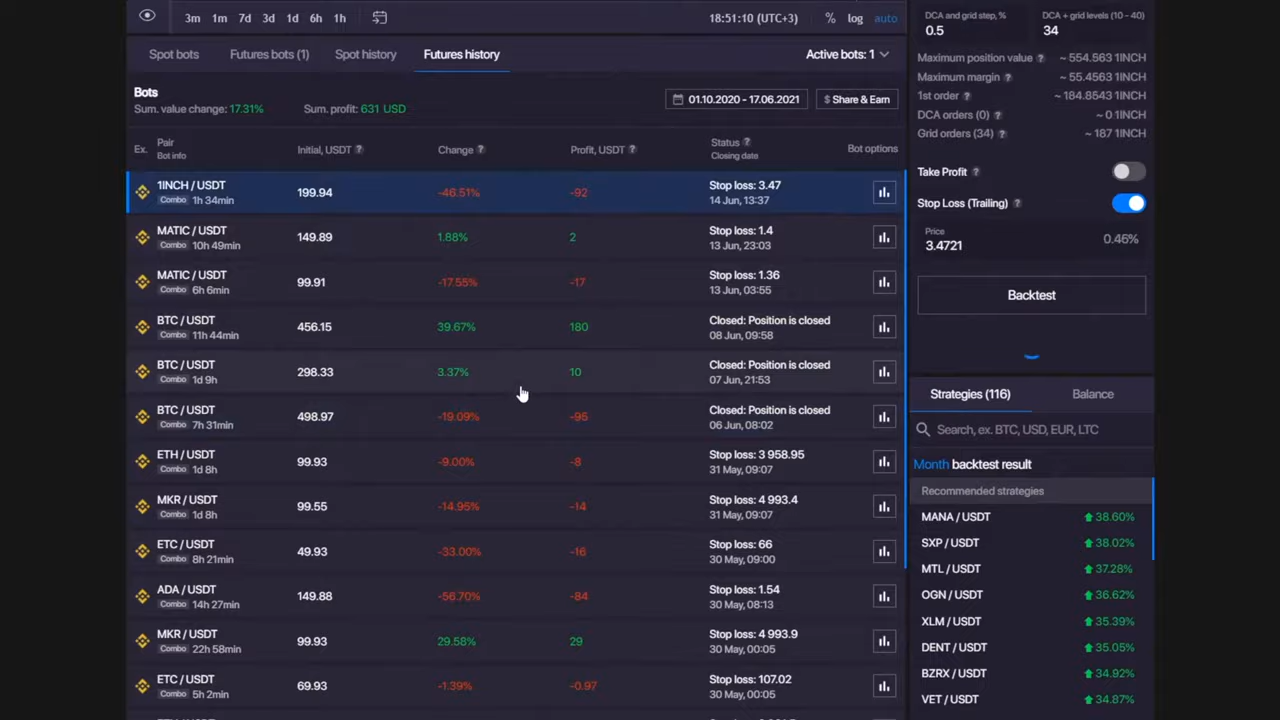 3m 1m 7d 3d 1d 6h 1h 18:51:10 (UTC+3) % log auto
Spot bots Futures bots (1) Spot history Futures history Active bots: 1
Bots
Sum. value change: 17.31% Sum. profit: 631 USD 01.10.2020 - 17.06.2021 $ Share & Earn
Ex. Pair Initial, USDT ? Change ? Profit, USDT ? Status ? Bot options
Bot info Closing date
1INCH / USDT 199.94 -46.51% -92 Stop loss: 3.47
Combo 1h 34min 14 Jun, 13:37
MATIC / USDT 149.89 1.88% 2 Stop loss: 1.4
Combo 10h 49min 13 Jun, 23:03
MATIC / USDT 99.91 -17.55% -17 Stop loss: 1.36
Combo 6h 6min 13 Jun, 03:55
BTC / USDT 456.15 39.67% 180 Closed: Position is closed
Combo 11h 44min 08 Jun, 09:58
BTC / USDT 298.33 3.37% 10 Closed: Position is closed
Combo 1d 9h 07 Jun, 21:53
BTC / USDT 498.97 -19.09% -95 Closed: Position is closed
Combo 7h 31min 06 Jun, 08:02
ETH / USDT 99.93 -9.00% -8 Stop loss: 3 958.95
Combo 1d 8h 31 May, 09:07
MKR / USDT 99.55 -14.95% -14 Stop loss: 4 993.4
Combo 1d 8h 31 May, 09:07
ETC / USDT 49.93 -33.00% -16 Stop loss: 66
Combo 8h 21min 30 May, 09:00
ADA / USDT 149.88 -56.70% -84 Stop loss: 1.54
Combo 14h 27min 30 May, 08:13
MKR / USDT 99.93 29.58% 29 Stop loss: 4 993.9
Combo 22h 58min 30 May, 00:05
ETC / USDT 69.93 -1.39% -0.97 Stop loss: 107.02
Combo 5h 2min 30 May, 00:05
DCA and grid step, % DCA + grid levels (10 – 40)
0.5 34
Maximum position value ? ~ 554.563 1INCH
Maximum margin ? ~ 55.4563 1INCH
1st order ? ~ 184.8543 1INCH
DCA orders (0) ? ~ 0 1INCH
Grid orders (34) ? ~ 187 1INCH
Take Profit ?
Stop Loss (Trailing) ?
Price
3.4721 0.46%
Backtest
Strategies (116) Balance
Search, ex. BTC, USD, EUR, LTC
Month backtest result
Recommended strategies
MANA / USDT 38.60%
SXP / USDT 38.02%
MTL / USDT 37.28%
OGN / USDT 36.62%
XLM / USDT 35.39%
DENT / USDT 35.05%
BZRX / USDT 34.92%
VET / USDT 34.87%